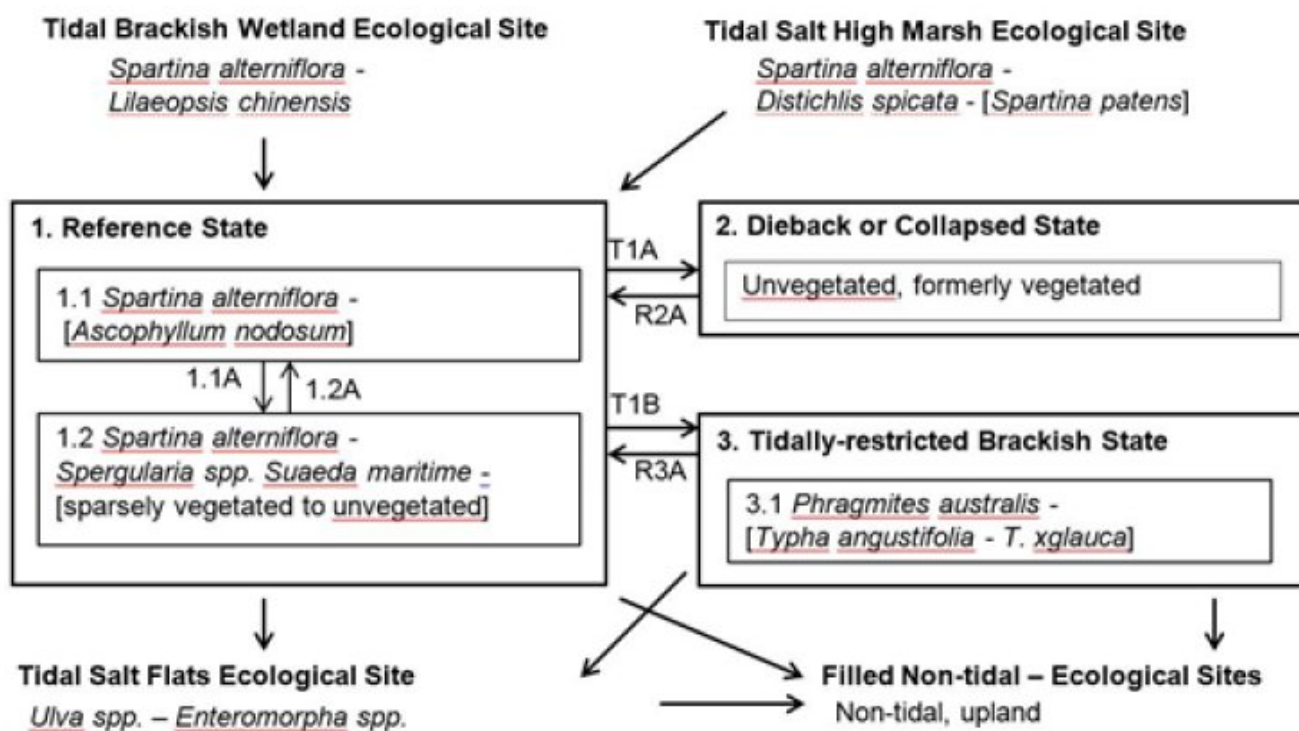 Tidal Brackish Wetland Ecological Site
Spartina alterniflora -
Lilaeopsis chinensis
Tidal Salt High Marsh Ecological Site
Spartina alterniflora -
Distichlis spicata - [Spartina patens]
1. Reference State
1.1 Spartina alterniflora -
[Ascophyllum nodosum]
1.1A
1.2A
1.2 Spartina alterniflora -
Spergularia spp. Suaeda maritime -
[sparsely vegetated to unvegetated]
T1A
R2A
T1B
R3A
2. Dieback or Collapsed State
Unvegetated, formerly vegetated
3. Tidally-restricted Brackish State
3.1 Phragmites australis -
[Typha angustifolia - T. xglauca]
Tidal Salt Flats Ecological Site
Ulva spp. – Enteromorpha spp.
Filled Non-tidal – Ecological Sites
Non-tidal, upland